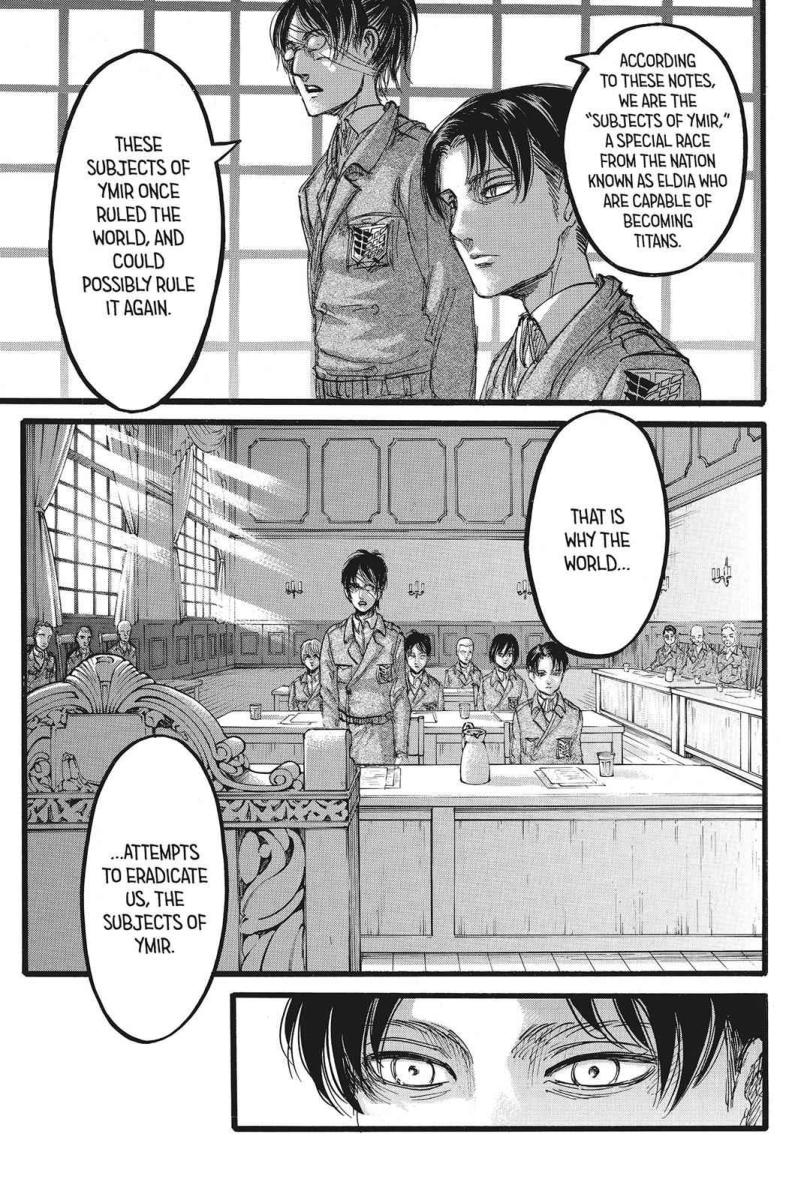 ACCORDING
TO THESE NOTES,
WE ARE THE
"SUBJECTS OF YMIR,"
A SPECIAL RACE
FROM THE NATION
KNOWN AS ELDIA WHO
ARE CAPABLE OF
BECOMING
TITANS.
THESE
SUBJECTS OF
YMIR ONCE
RULED THE
WORLD, AND
COULD
POSSIBLY RULE
IT AGAIN.
THAT IS
WHY THE
WORLD...
...ATTEMPTS
TO ERADICATE
US, THE
SUBJECTS OF
YMIR.